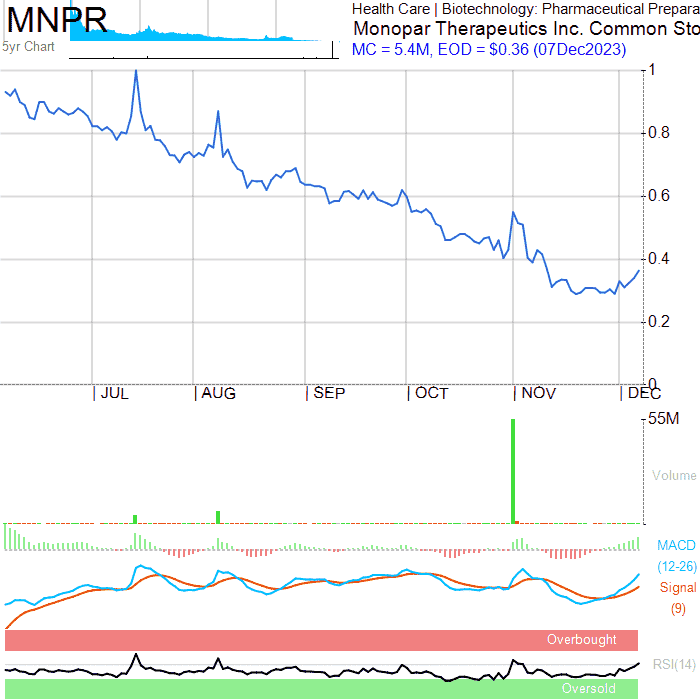 MNPR
5yr Chart
Health Care | Biotechnology: Pharmaceutical Prepara
Monopar Therapeutics Inc. Common Sto
MC = 5.4M, EOD = $0.36 (07Dec2023)
1
0.8
0.6
0.4
0.2
0
JUL AUG SEP OCT NOV DEC
55M
Volume
MACD
(12-26)
Signal
(9)
Overbought
RSI(14)
Oversold